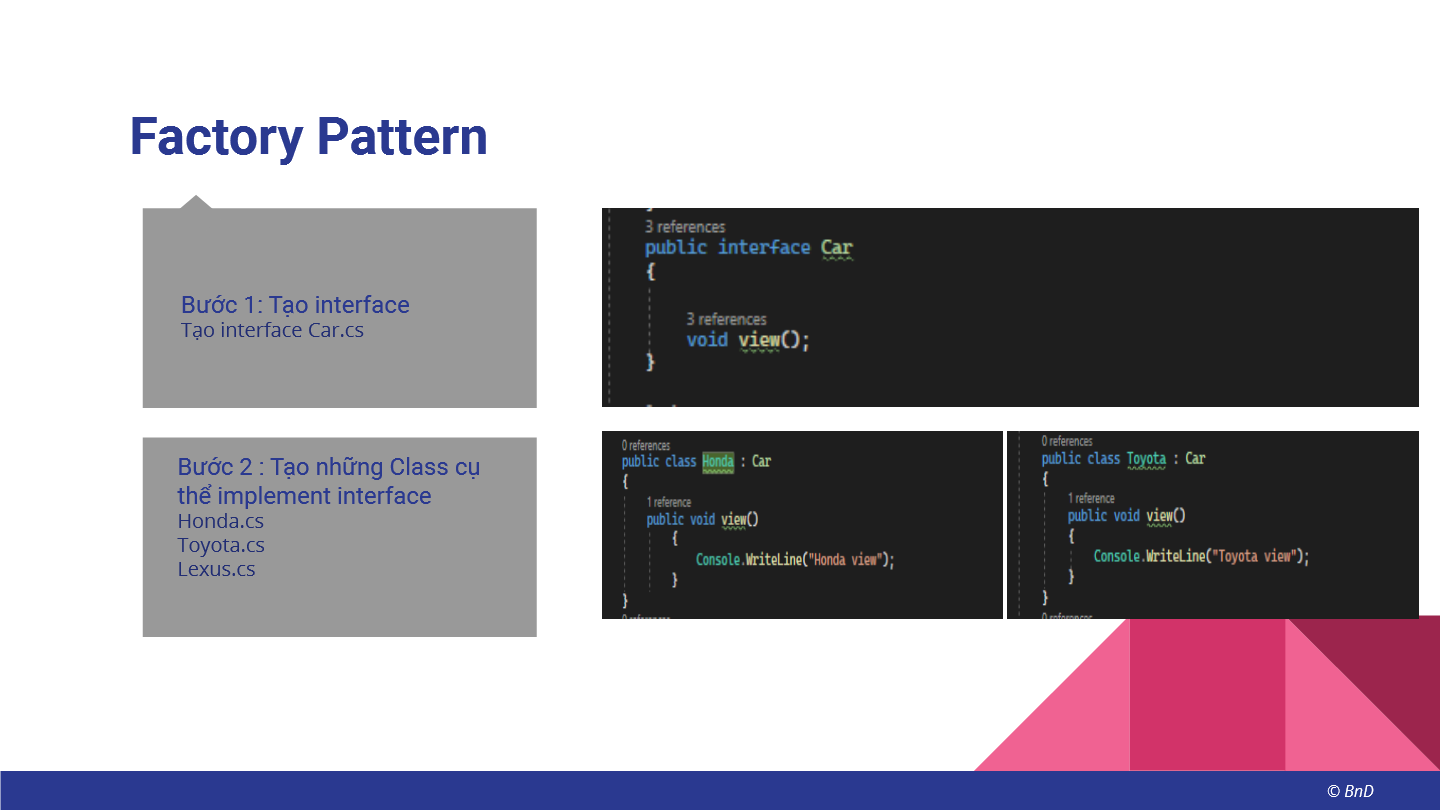 Factory Pattern
Bước 1: Tạo interface
Tạo interface Car.cs
3 references
public interface Car
{
3 references
void view();
}
Bước 2 : Tạo những Class cụ
thể implement interface
Honda.cs
Toyota.cs
Lexus.cs
0 references
public class Honda : Car
{
1 reference
public void view()
{
Console.WriteLine("Honda view");
}
}
0 references
public class Toyota : Car
{
1 reference
public void view()
{
Console.WriteLine("Toyota view");
}
}
© BnD